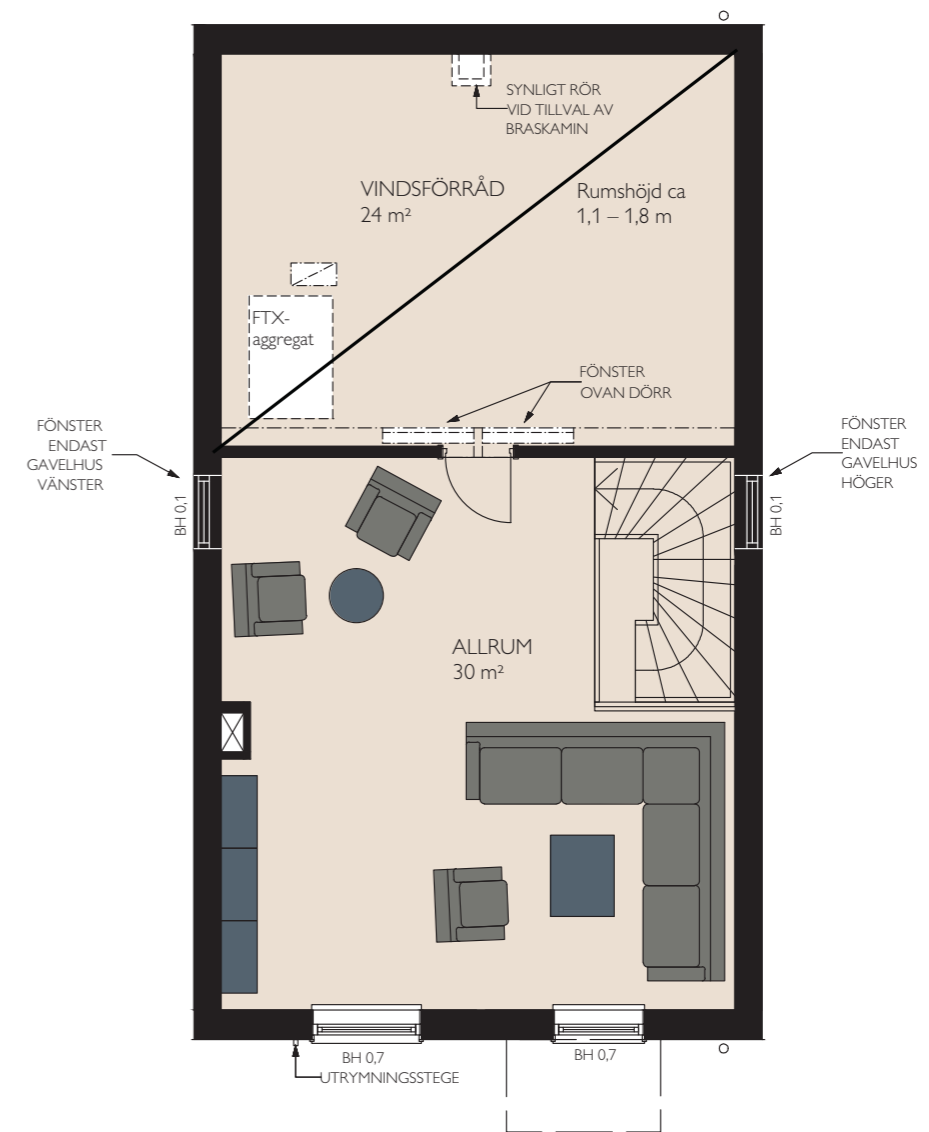 SYNLIGT RÖR
VID TILLVAL AV
BRASKAMIN
VINDSFÖRRÅD
24 m²
Rumshöjd ca
1,1 – 1,8 m
FTX-
aggregat
FÖNSTER
OVAN DÖRR
FÖNSTER
ENDAST
GAVELHUS
VÄNSTER
BH 0,1
FÖNSTER
ENDAST
GAVELHUS
HÖGER
BH 0,1
ALLRUM
30 m²
BH 0,7
BH 0,7
UTRYMNINGSSTEGE